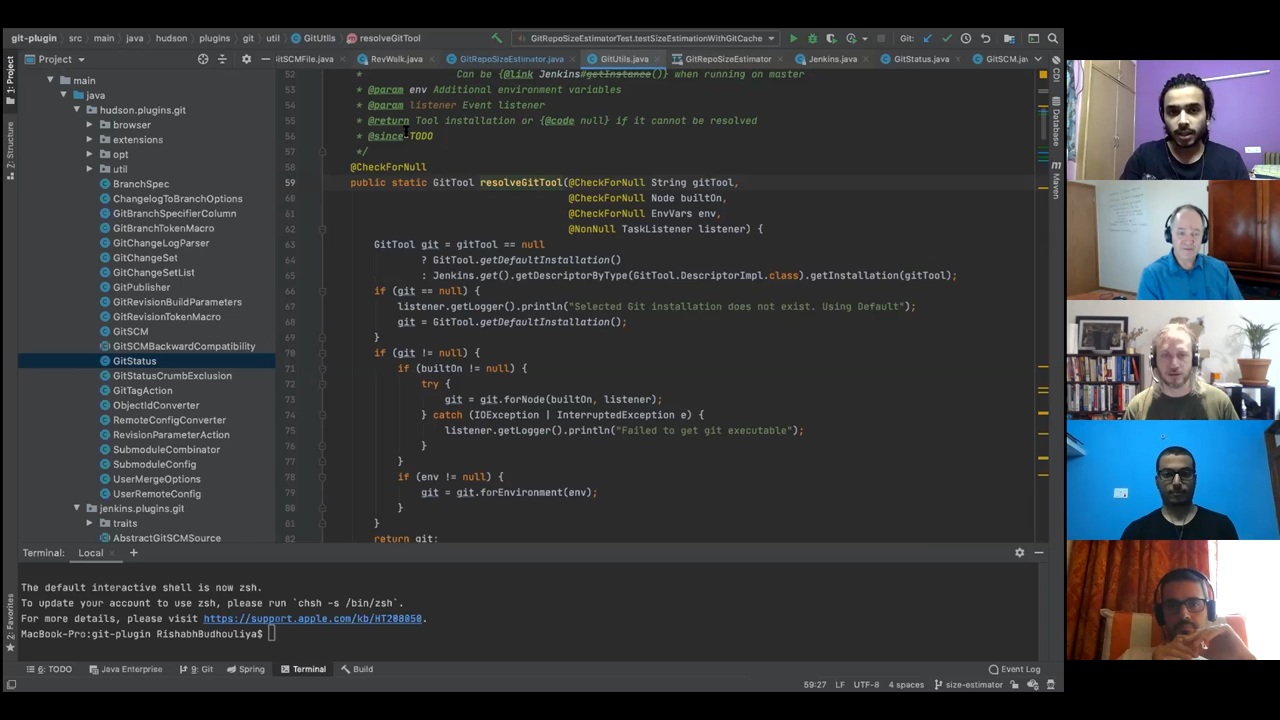 git-plugin › src › main › java › hudson › plugins › git › util › GitUtils › resolveGitTool
GitRepoSizeEstimatorTest.testSizeEstimationWithGitCache
Git:
Project
itSCMFile.java
RevWalk.java
GitRepoSizeEstimator.java
GitUtils.java
GitRepoSizeEstimator
Jenkins.java
GitStatus.java
GitSCM.java
1: Project
Z: Structure
2: Favorites
CDI
Database
Maven
main
java
hudson.plugins.git
browser
extensions
opt
util
BranchSpec
ChangelogToBranchOptions
GitBranchSpecifierColumn
GitBranchTokenMacro
GitChangeLogParser
GitChangeSet
GitChangeSetList
GitPublisher
GitRevisionBuildParameters
GitRevisionTokenMacro
GitSCM
GitSCMBackwardCompatibility
GitStatus
GitStatusCrumbExclusion
GitTagAction
ObjectIdConverter
RemoteConfigConverter
RevisionParameterAction
SubmoduleCombinator
SubmoduleConfig
UserMergeOptions
UserRemoteConfig
jenkins.plugins.git
traits
AbstractGitSCMSource
52 * Can be {@link Jenkins#getInstance()} when running on master
53 * @param env Additional environment variables
54 * @param listener Event listener
55 * @return Tool installation or {@code null} if it cannot be resolved
56 * @since TODO
57 */
58 @CheckForNull
59 public static GitTool resolveGitTool(@CheckForNull String gitTool,
60 @CheckForNull Node builtOn,
61 @CheckForNull EnvVars env,
62 @NonNull TaskListener listener) {
63 GitTool git = gitTool == null
64 ? GitTool.getDefaultInstallation()
65 : Jenkins.get().getDescriptorByType(GitTool.DescriptorImpl.class).getInstallation(gitTool);
66 if (git == null) {
67 listener.getLogger().println("Selected Git installation does not exist. Using Default");
68 git = GitTool.getDefaultInstallation();
69 }
70 if (git != null) {
71 if (builtOn != null) {
72 try {
73 git = git.forNode(builtOn, listener);
74 } catch (IOException | InterruptedException e) {
75 listener.getLogger().println("Failed to get git executable");
76 }
77 }
78 if (env != null) {
79 git = git.forEnvironment(env);
80 }
81 }
82 return git;
Terminal: Local +
The default interactive shell is now zsh.
To update your account to use zsh, please run `chsh -s /bin/zsh`.
For more details, please visit https://support.apple.com/kb/HT208050.
MacBook-Pro:git-plugin RishabhBudhouliya$
6: TODO
Java Enterprise
9: Git
Spring
Terminal
Build
Event Log
59:27 LF UTF-8 4 spaces size-estimator